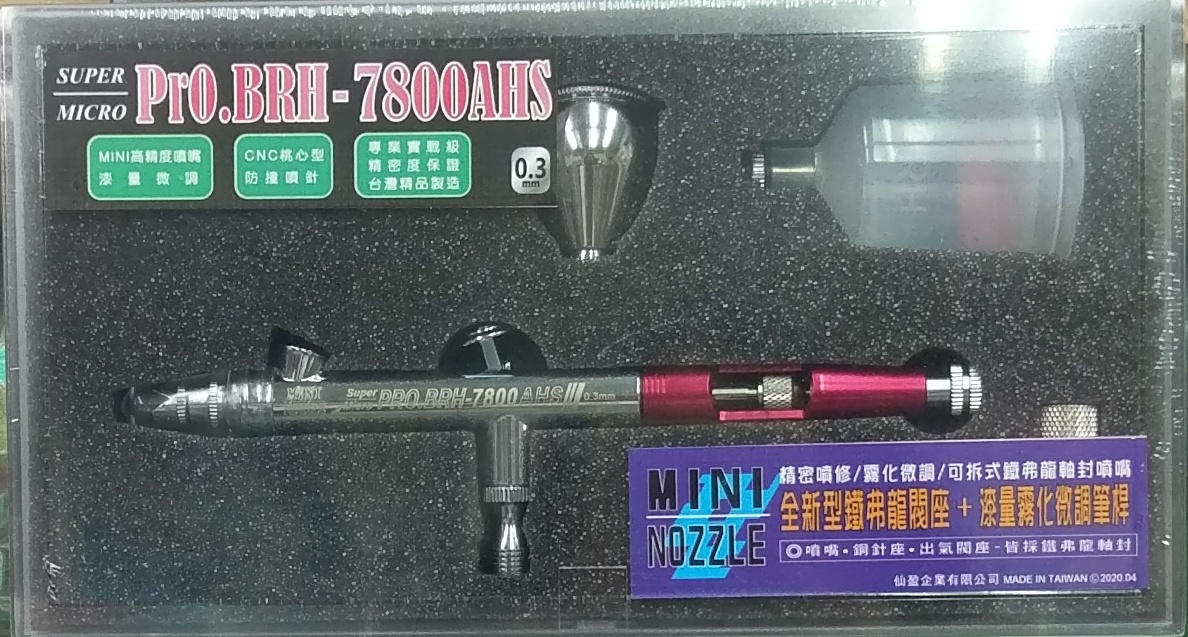 SUPER
MICRO
PrO.BRH-7800AHS
MINI高精度噴嘴
漆量微調
CNC桃心型
防撞噴針
專業實戰級
精密度保證
台灣精品製造
0.3
mm
MINI
Super
PRO.BRH-7800 AHS
0.3mm
MINI
NOZZLE
精密噴修/霧化微調/可拆式鐵弗龍軸封噴嘴
全新型鐵弗龍閥座+漆量霧化微調筆桿
◎噴嘴•銅針座•出氣閥座-皆採鐵弗龍軸封
仙盈企業有限公司 MADE IN TAIWAN ©2020.04